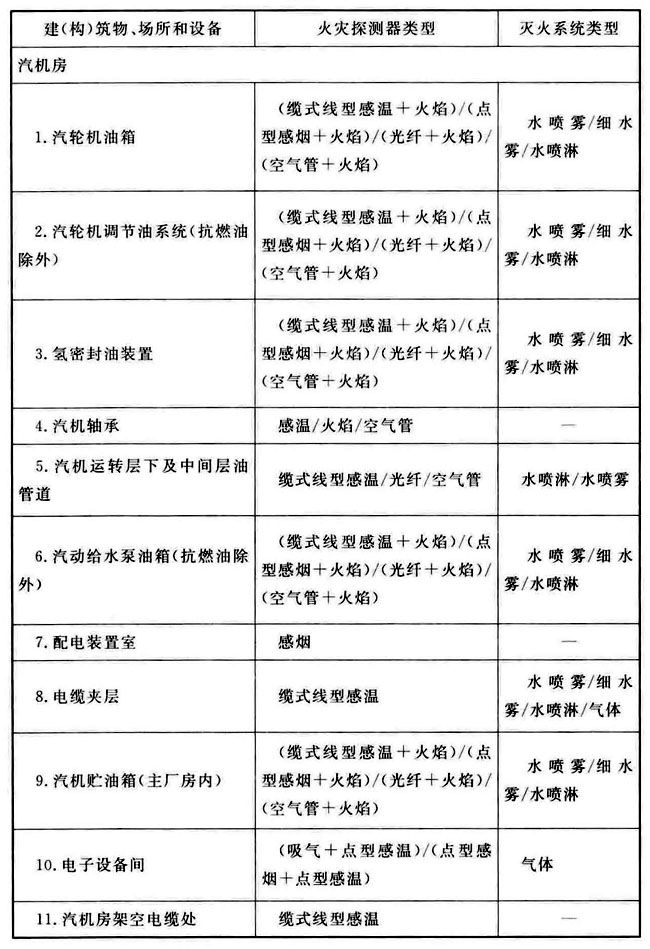 建(构)筑物、场所和设备 火灾探测器类型 灭火系统类型
汽机房
1.汽轮机油箱
(缆式线型感温+火焰)/(点
型感烟+火焰)/(光纤+火焰)/
(空气管+火焰)
水喷雾/细水
雾/水喷淋
2.汽轮机调节油系统(抗燃油
除外)
(缆式线型感温+火焰)/(点
型感烟+火焰)/(光纤+火焰)/
(空气管+火焰)
水喷雾/细水
雾/水喷淋
3.氢密封油装置
(缆式线型感温+火焰)/(点
型感烟+火焰)/(光纤+火焰)/
(空气管+火焰)
水喷雾/细水
雾/水喷淋
4.汽机轴承 感温/火焰/空气管 —
5.汽机运转层下及中间层油
管道
缆式线型感温/光纤/空气管
水喷淋/水喷雾
6.汽动给水泵油箱(抗燃油除
外)
(缆式线型感温+火焰)/(点
型感烟+火焰)/(光纤+火焰)/
(空气管+火焰)
水喷雾/细水
雾/水喷淋
7.配电装置室 感烟 —
8.电缆夹层
缆式线型感温
水喷雾/细水
雾/水喷淋/气体
9.汽机贮油箱(主厂房内)
(缆式线型感温+火焰)/(点
型感烟+火焰)/(光纤+火焰)/
(空气管+火焰)
水喷雾/细水
雾/水喷淋
10.电子设备间
(吸气+点型感温)/(点型感
烟+点型感温)
气体
11.汽机房架空电缆处 缆式线型感温 —